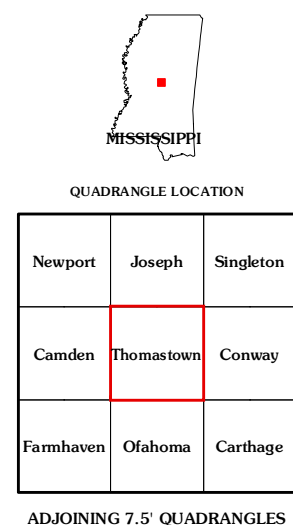 MISSISSIPPI
QUADRANGLE LOCATION
Newport Joseph Singleton
Camden Thomastown Conway
Farmhaven Ofahoma Carthage
ADJOINING 7.5' QUADRANGLES